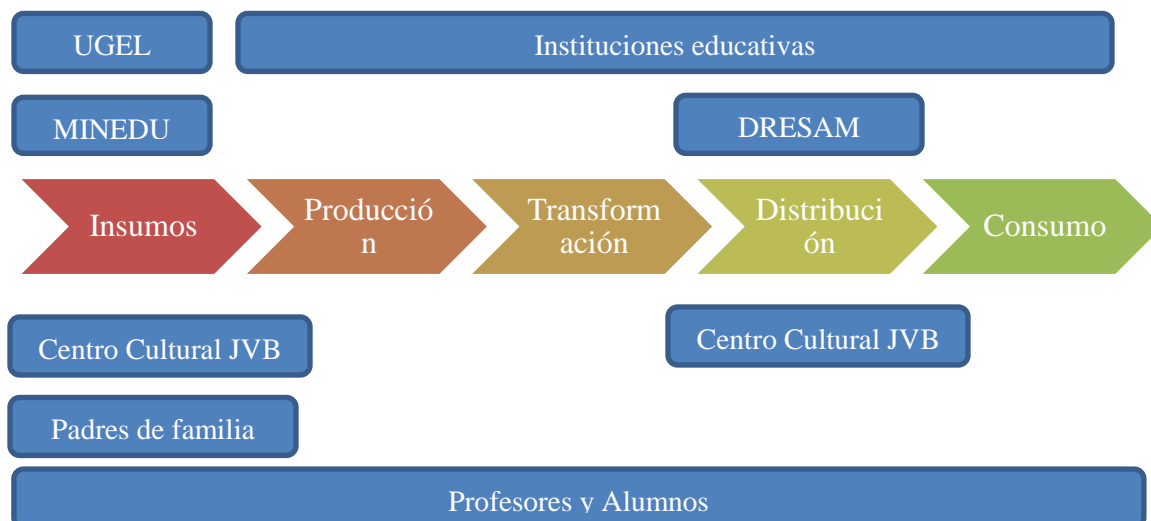 UGEL
Instituciones educativas
MINEDU
DRESAM
Insumos
Producció
n
Transform
ación
Distribuci
ón
Consumo
Centro Cultural JVB
Centro Cultural JVB
Padres de familia
Profesores y Alumnos